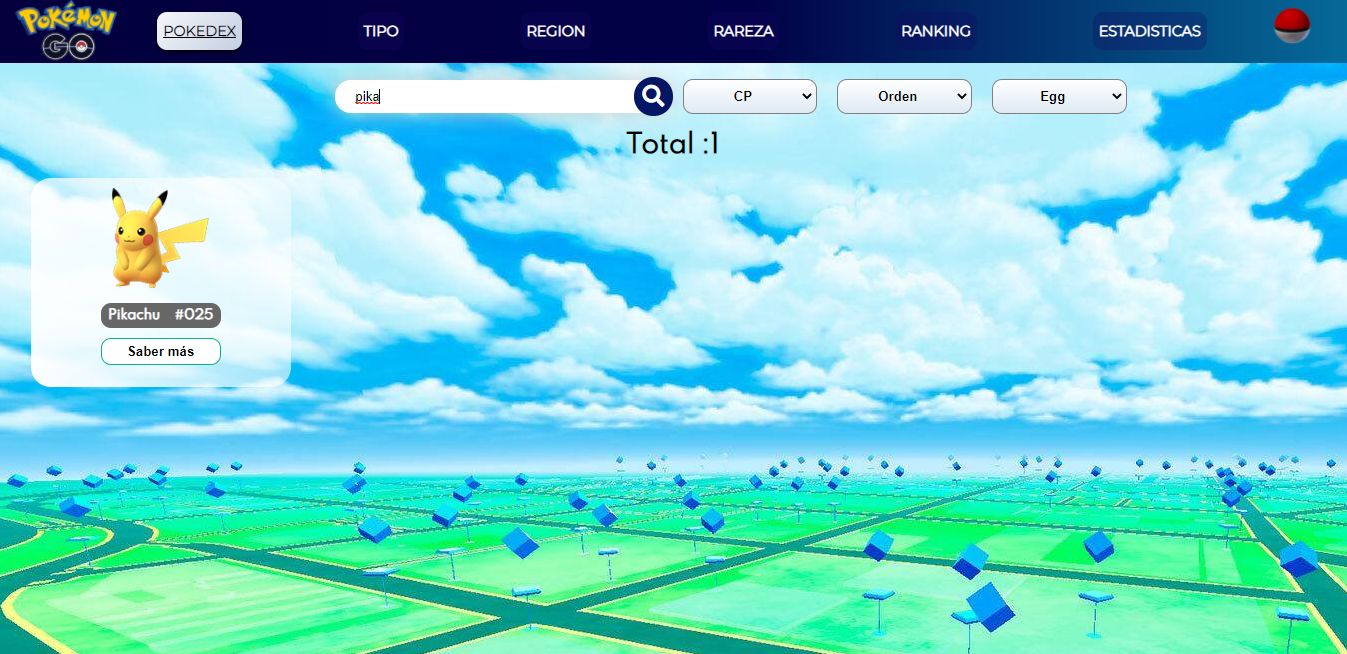 Pokémon
GO
POKEDEX
TIPO
REGION
RAREZA
RANKING
ESTADISTICAS
pika
CP
Orden
Egg
Total :1
Pikachu #025
Saber más